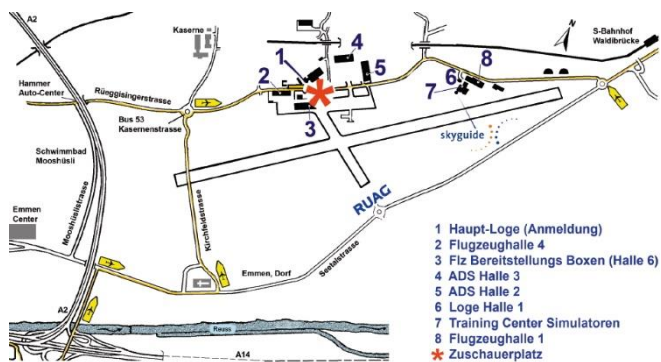 A2
Kaserne
S-Bahnhof
Waldibrücke
N
4
1
5
8
2
6
7
3
Hammer
Auto-Center
Rüeggisingerstrasse
Bus 53
Kasernenstrasse
skyguide
Schwimmbad
Mooshüsli
Mooshüslistrasse
Emmen
Center
Kirchfeldstrasse
RUAG
Seetalstrasse
Emmen, Dorf
A2
Reuss
A14
1 Haupt-Loge (Anmeldung)
2 Flugzeughalle 4
3 Flz Bereitstellungs Boxen (Halle 6)
4 ADS Halle 3
5 ADS Halle 2
6 Loge Halle 1
7 Training Center Simulatoren
8 Flugzeughalle 1
* Zuschauerplatz